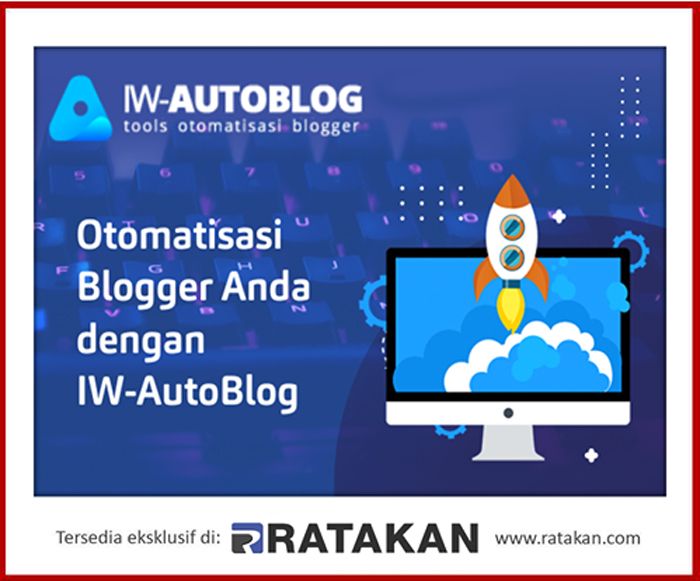 IW-AUTOBLOG
tools otomatisasi blogger
Otomatisasi
Blogger Anda
dengan
IW-AutoBlog
Tersedia eksklusif di: RATAKAN www.ratakan.com